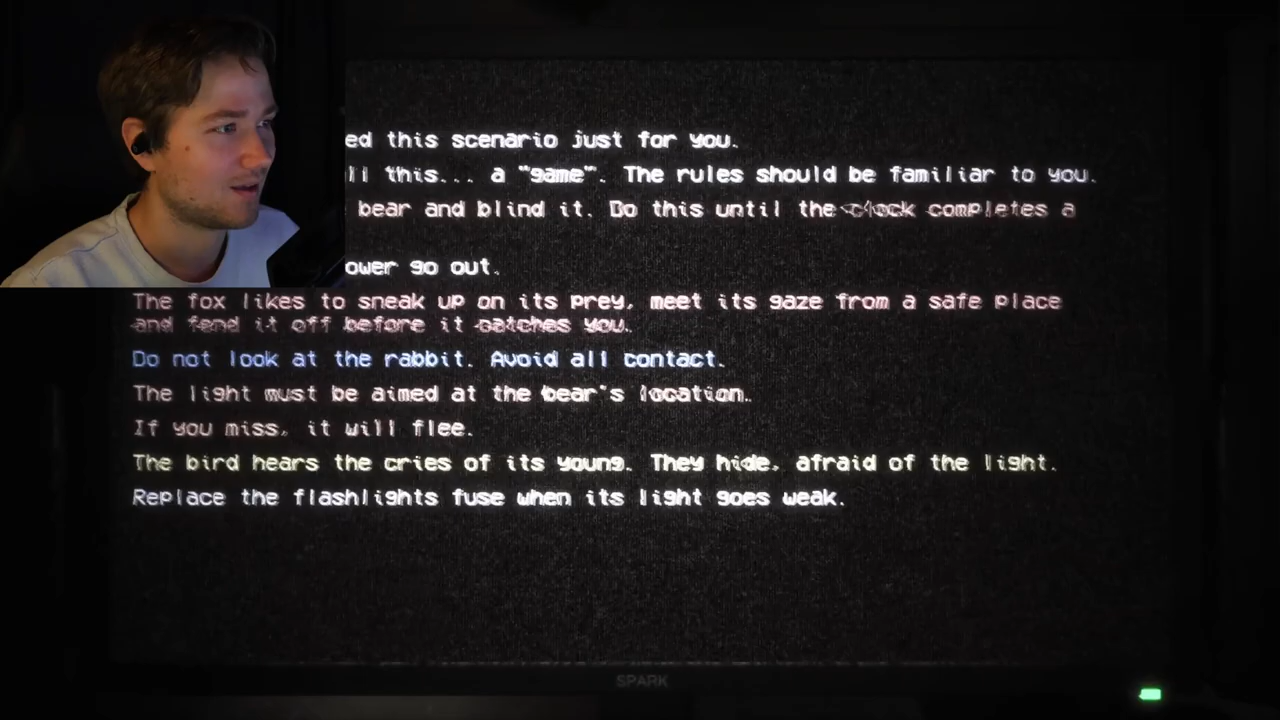 ed this scenario just for you.
ll this... a "game". The rules should be familiar to you.
bear and blind it. Do this until the clock completes a
ower go out.
The fox likes to sneak up on its prey, meet its gaze from a safe place
and fend it off before it catches you.
Do not look at the rabbit. Avoid all contact.
The light must be aimed at the bear's location.
If you miss, it will flee.
The bird hears the cries of its young. They hide, afraid of the light.
Replace the flashlights fuse when its light goes weak.
SPARK